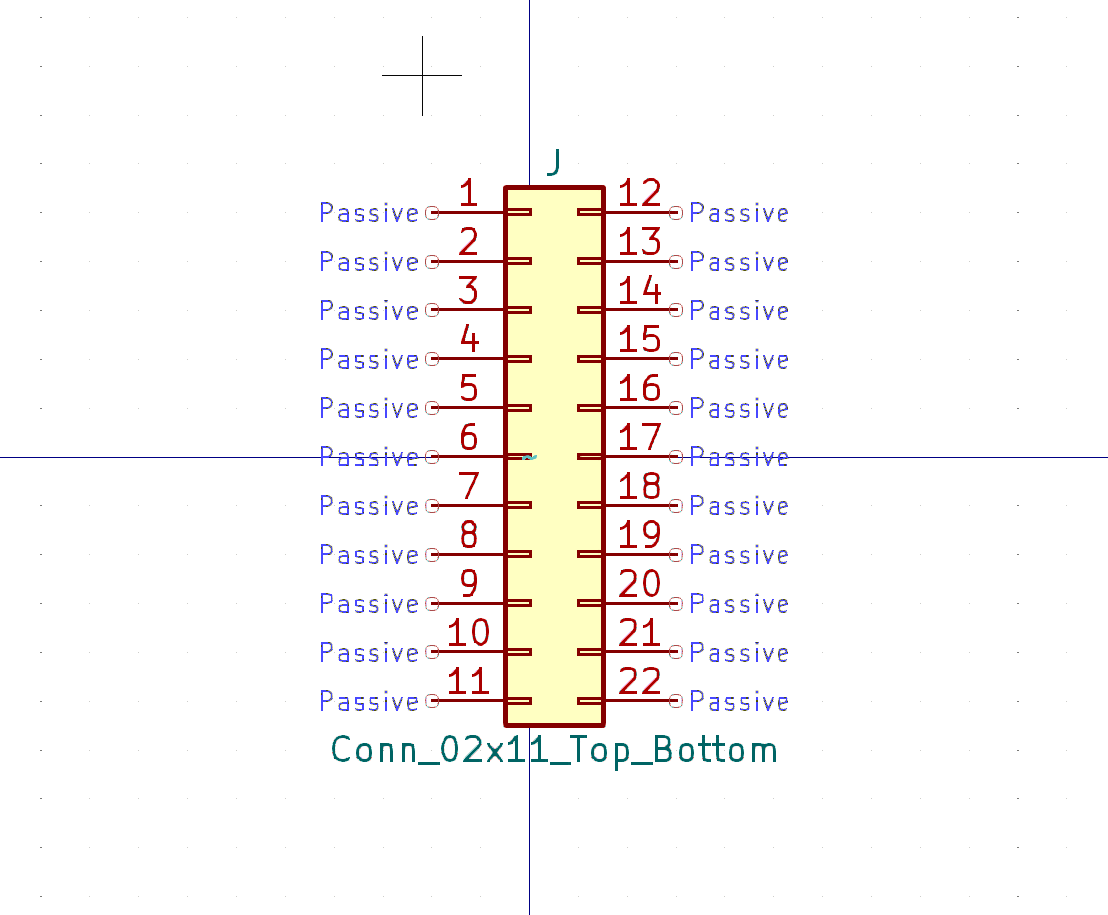 J
Passive 1 12 Passive
Passive 2 13 Passive
Passive 3 14 Passive
Passive 4 15 Passive
Passive 5 16 Passive
Passive 6 17 Passive
Passive 7 18 Passive
Passive 8 19 Passive
Passive 9 20 Passive
Passive 10 21 Passive
Passive 11 22 Passive
Conn_02x11_Top_Bottom